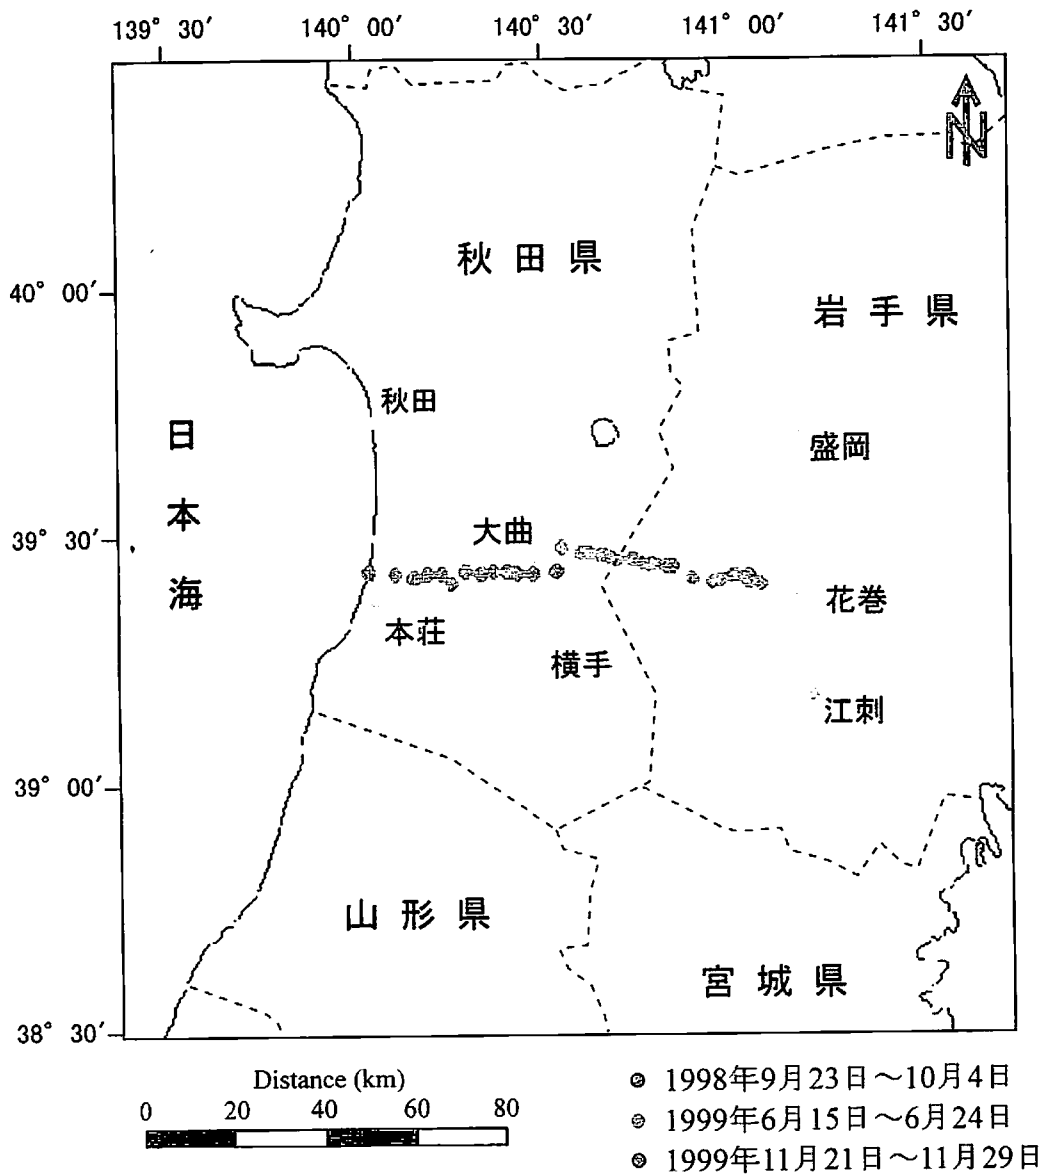 139° 30′ 140° 00′ 140° 30′ 141° 00′ 141° 30′
N
秋田県
40° 00′
岩手県
秋田
日本海
盛岡
大曲
39° 30′
花巻
本荘
横手
江刺
39° 00′
山形県
宮城県
38° 30′
Distance (km)
0 20 40 60 80
1998年9月23日～10月4日
1999年6月15日～6月24日
1999年11月21日～11月29日